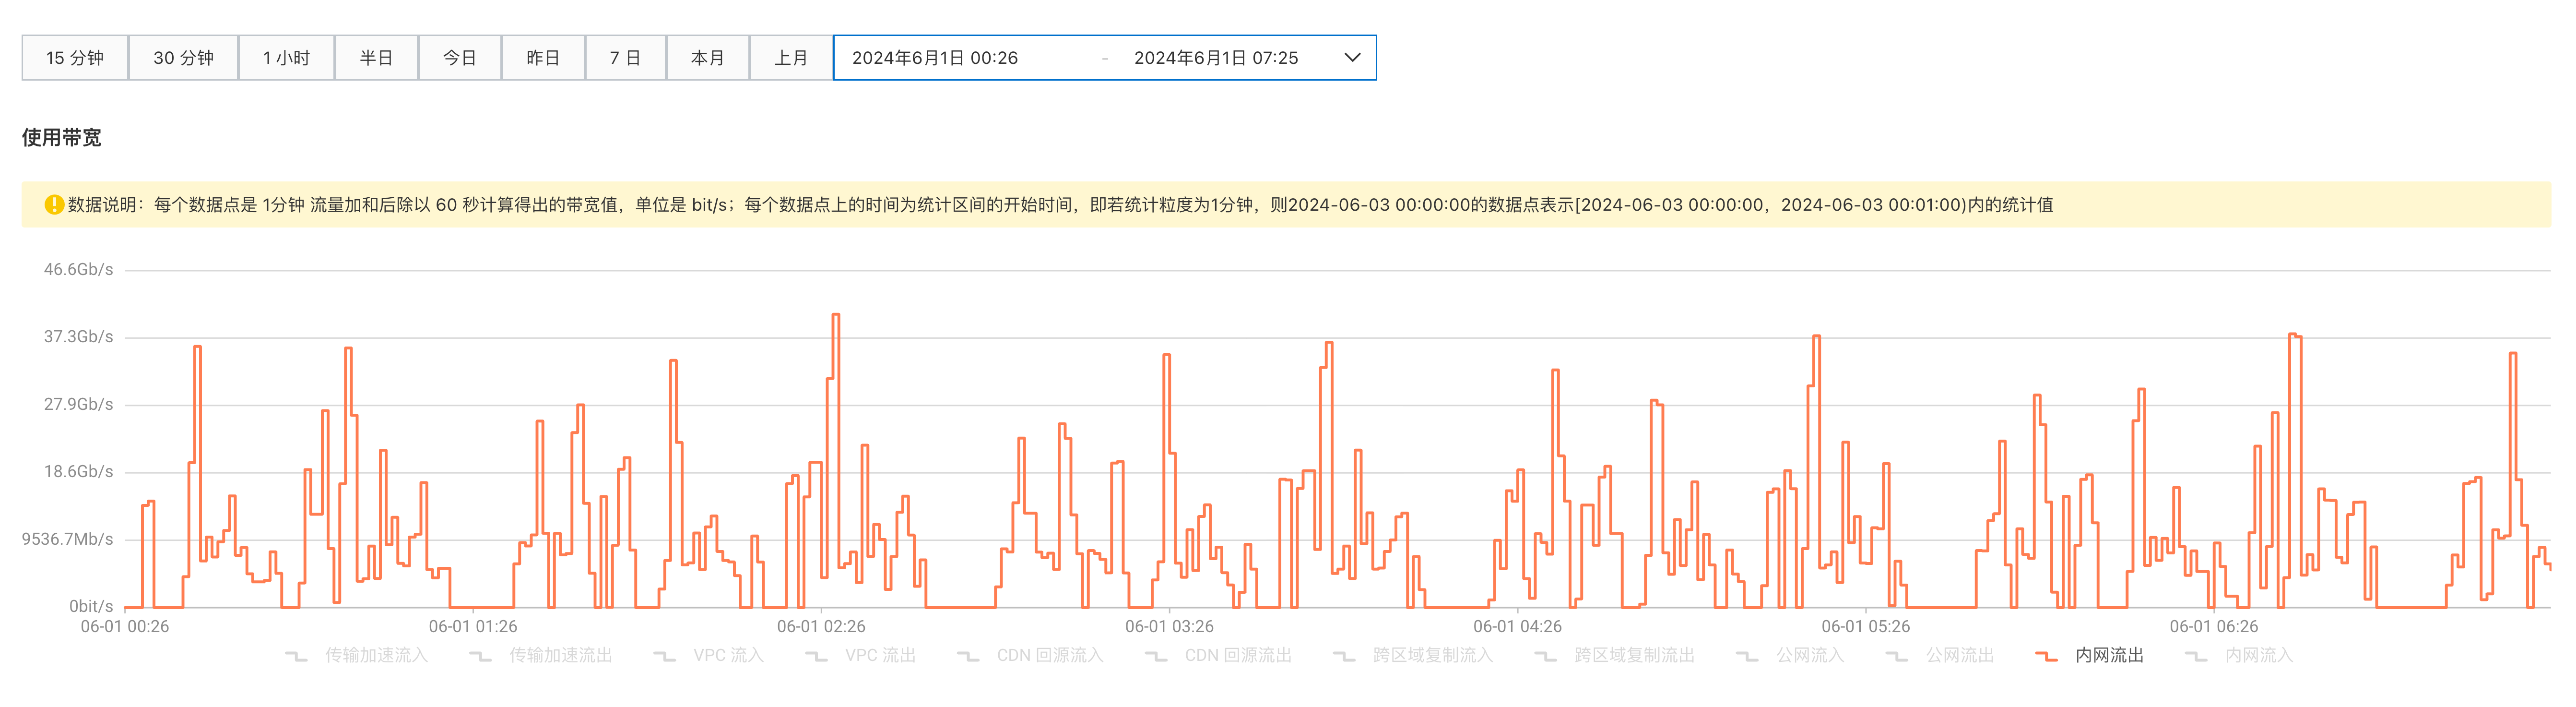 15 分钟 30 分钟 1 小时 半日 今日 昨日 7 日 本月 上月 2024年6月1日 00:26 - 2024年6月1日 07:25
使用带宽
数据说明：每个数据点是 1分钟 流量加和后除以 60 秒计算得出的带宽值，单位是 bit/s；每个数据点上的时间为统计区间的开始时间，即若统计粒度为1分钟，则2024-06-03 00:00:00的数据点表示[2024-06-03 00:00:00，2024-06-03 00:01:00)内的统计值
46.6Gb/s
37.3Gb/s
27.9Gb/s
18.6Gb/s
9536.7Mb/s
0bit/s
06-01 00:26 06-01 01:26 06-01 02:26 06-01 03:26 06-01 04:26 06-01 05:26 06-01 06:26
传输加速流入 传输加速流出 VPC 流入 VPC 流出 CDN 回源流入 CDN 回源流出 跨区域复制流入 跨区域复制流出 公网流入 公网流出 内网流出 内网流入